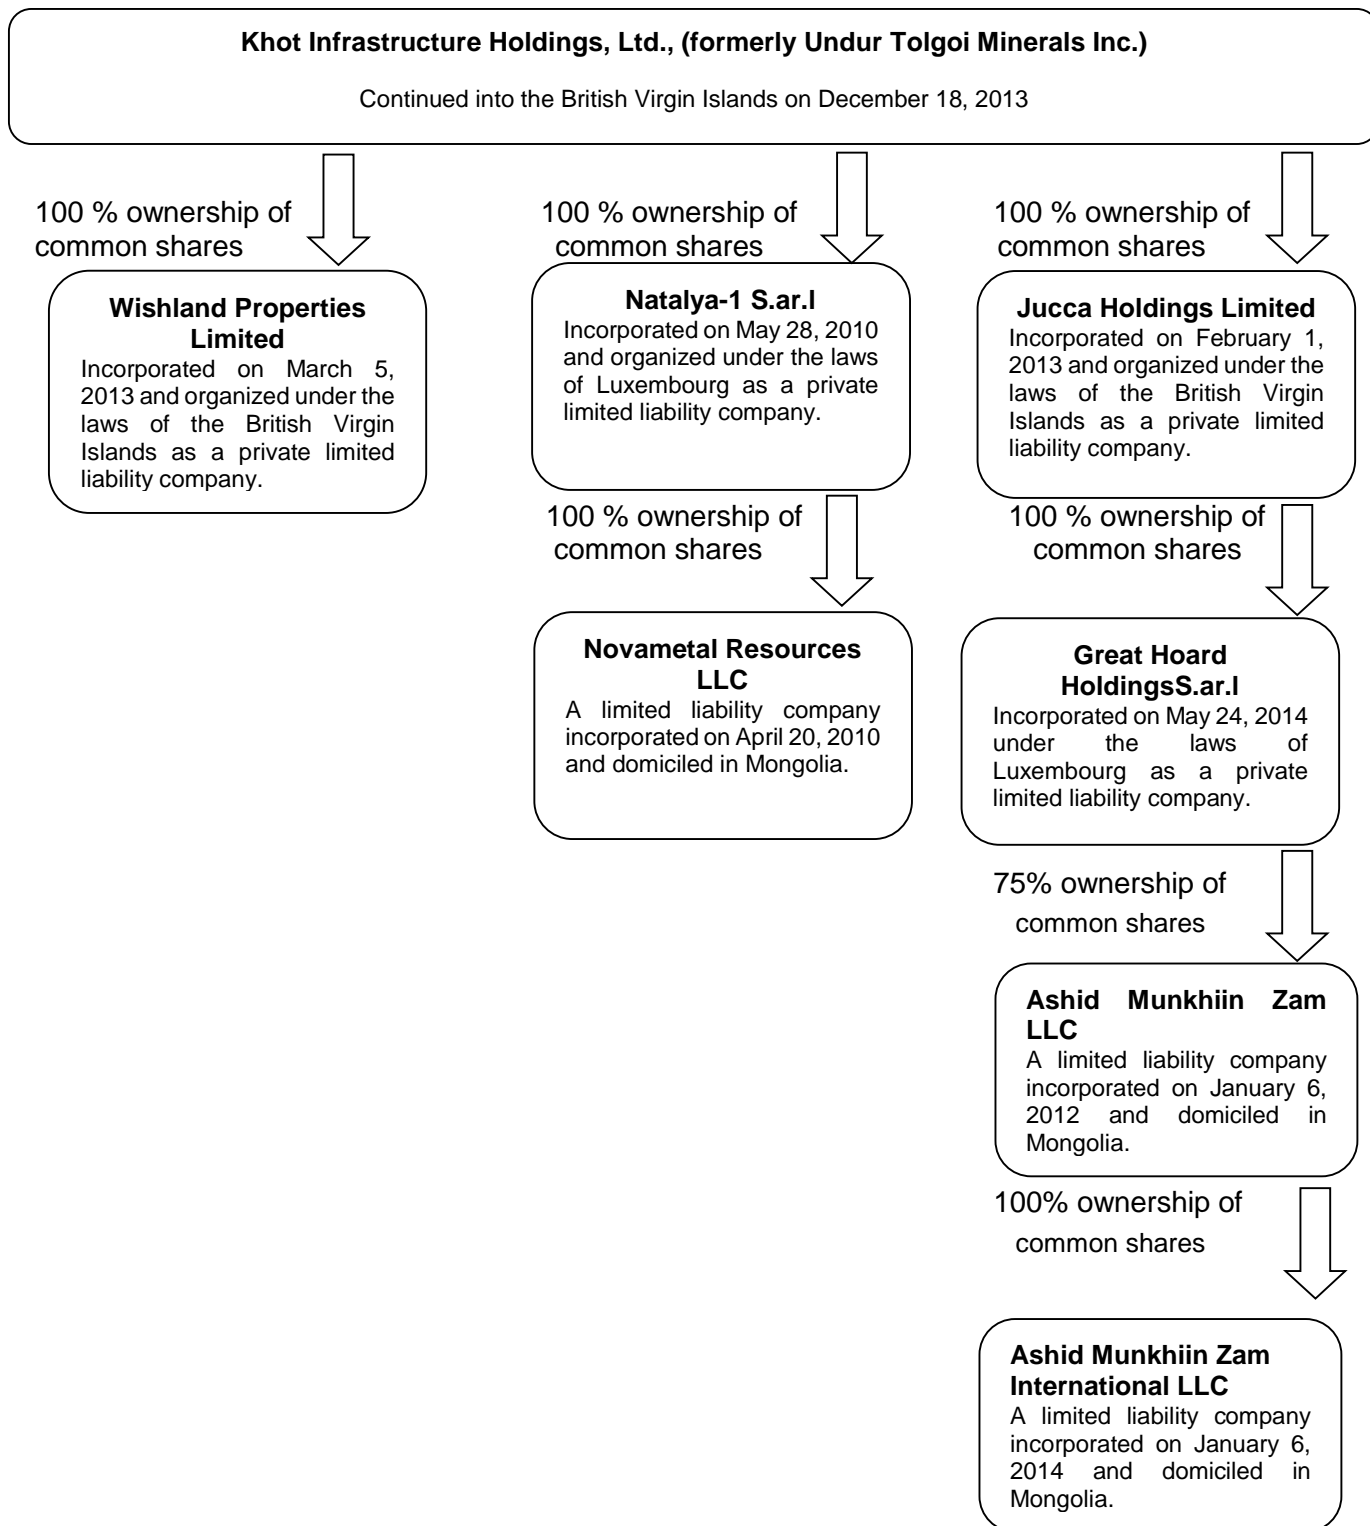 Khot Infrastructure Holdings, Ltd., (formerly Undur Tolgoi Minerals Inc.)
Continued into the British Virgin Islands on December 18, 2013
100 % ownership of
common shares
100 % ownership of
common shares
100 % ownership of
common shares
Wishland Properties
Limited
Incorporated on March 5,
2013 and organized under the
laws of the British Virgin
Islands as a private limited
liability company.
Natalya-1 S.ar.l
Incorporated on May 28, 2010
and organized under the laws
of Luxembourg as a private
limited liability company.
Jucca Holdings Limited
Incorporated on February 1,
2013 and organized under the
laws of the British Virgin
Islands as a private limited
liability company.
100 % ownership of
common shares
100 % ownership of
common shares
Novametal Resources
LLC
A limited liability company
incorporated on April 20, 2010
and domiciled in Mongolia.
Great Hoard
HoldingsS.ar.l
Incorporated on May 24, 2014
under the laws of
Luxembourg as a private
limited liability company.
75% ownership of
common shares
Ashid Munkhiin Zam
LLC
A limited liability company
incorporated on January 6,
2012 and domiciled in
Mongolia.
100% ownership of
common shares
Ashid Munkhiin Zam
International LLC
A limited liability company
incorporated on January 6,
2014 and domiciled in
Mongolia.